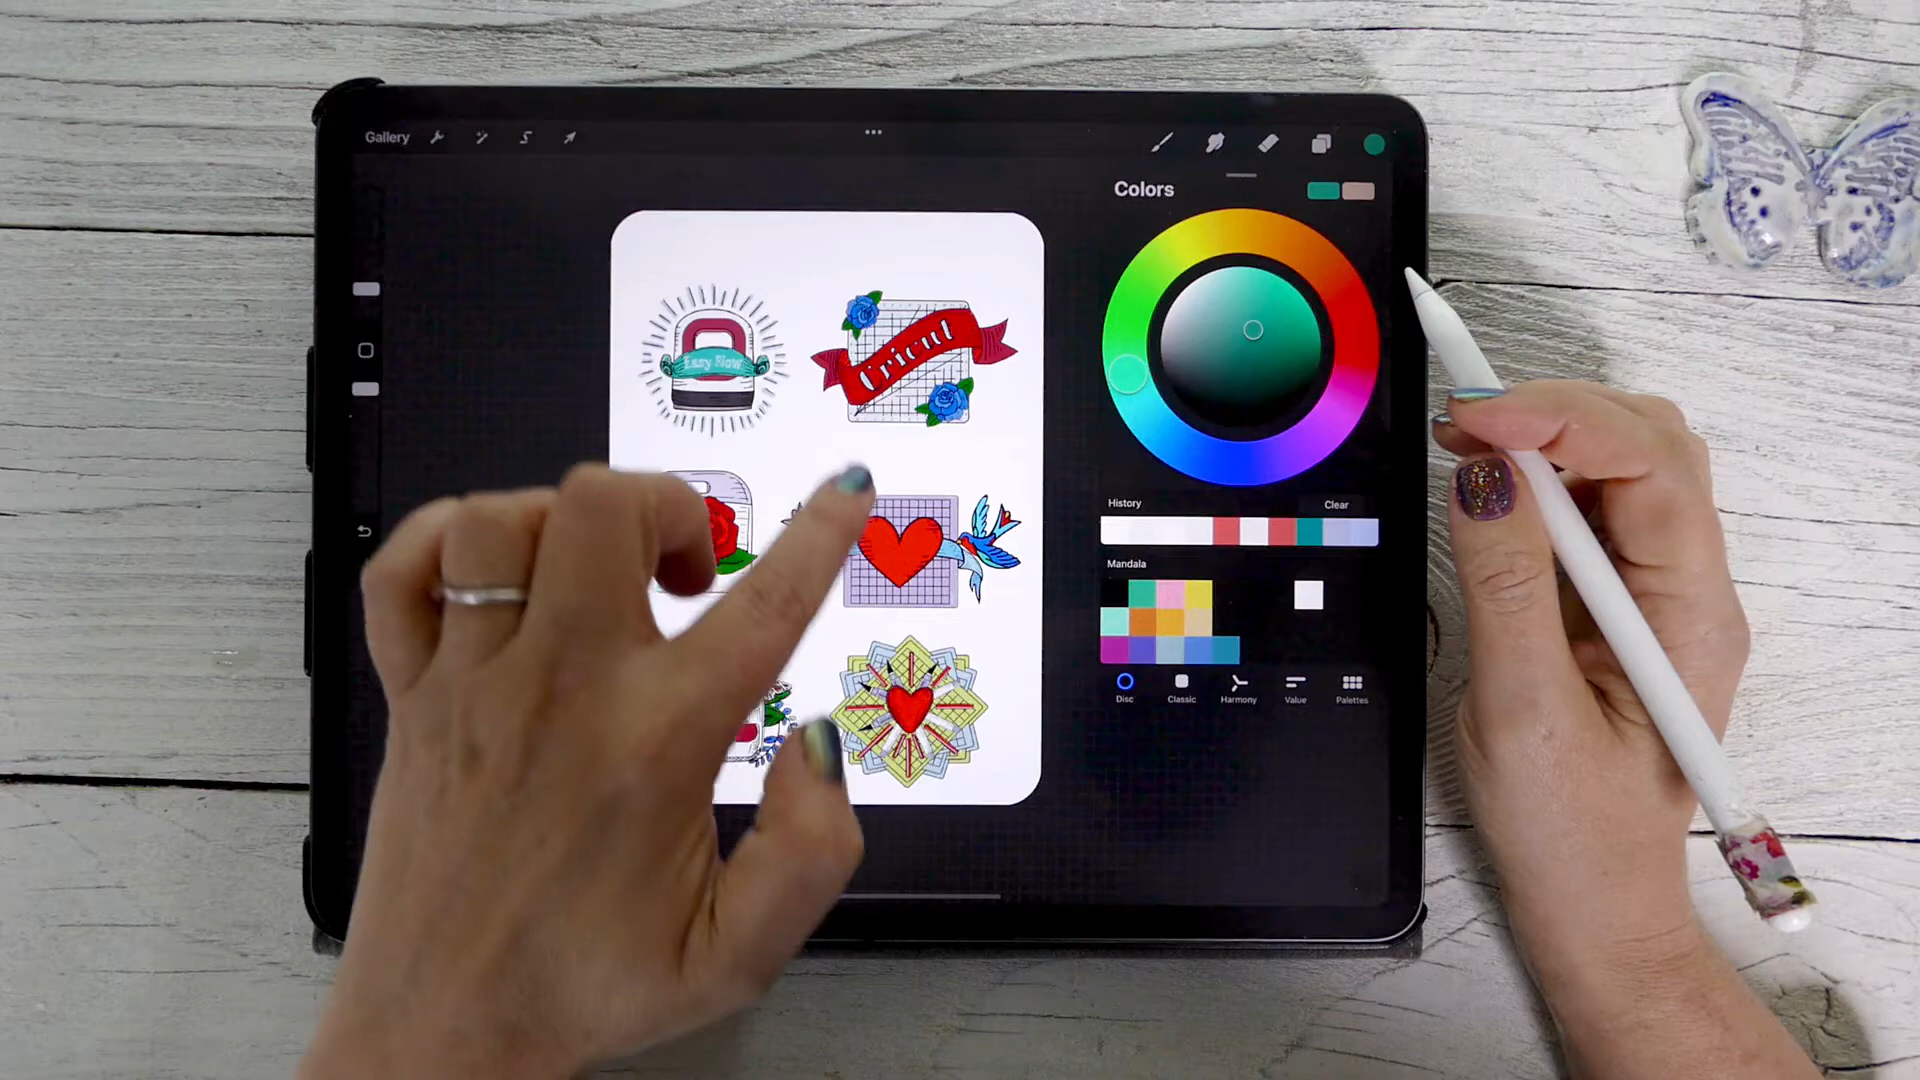 Gallery
Colors
Easy Now
Cricut
History
Clear
Mandala
Disc
Classic
Harmony
Value
Palettes